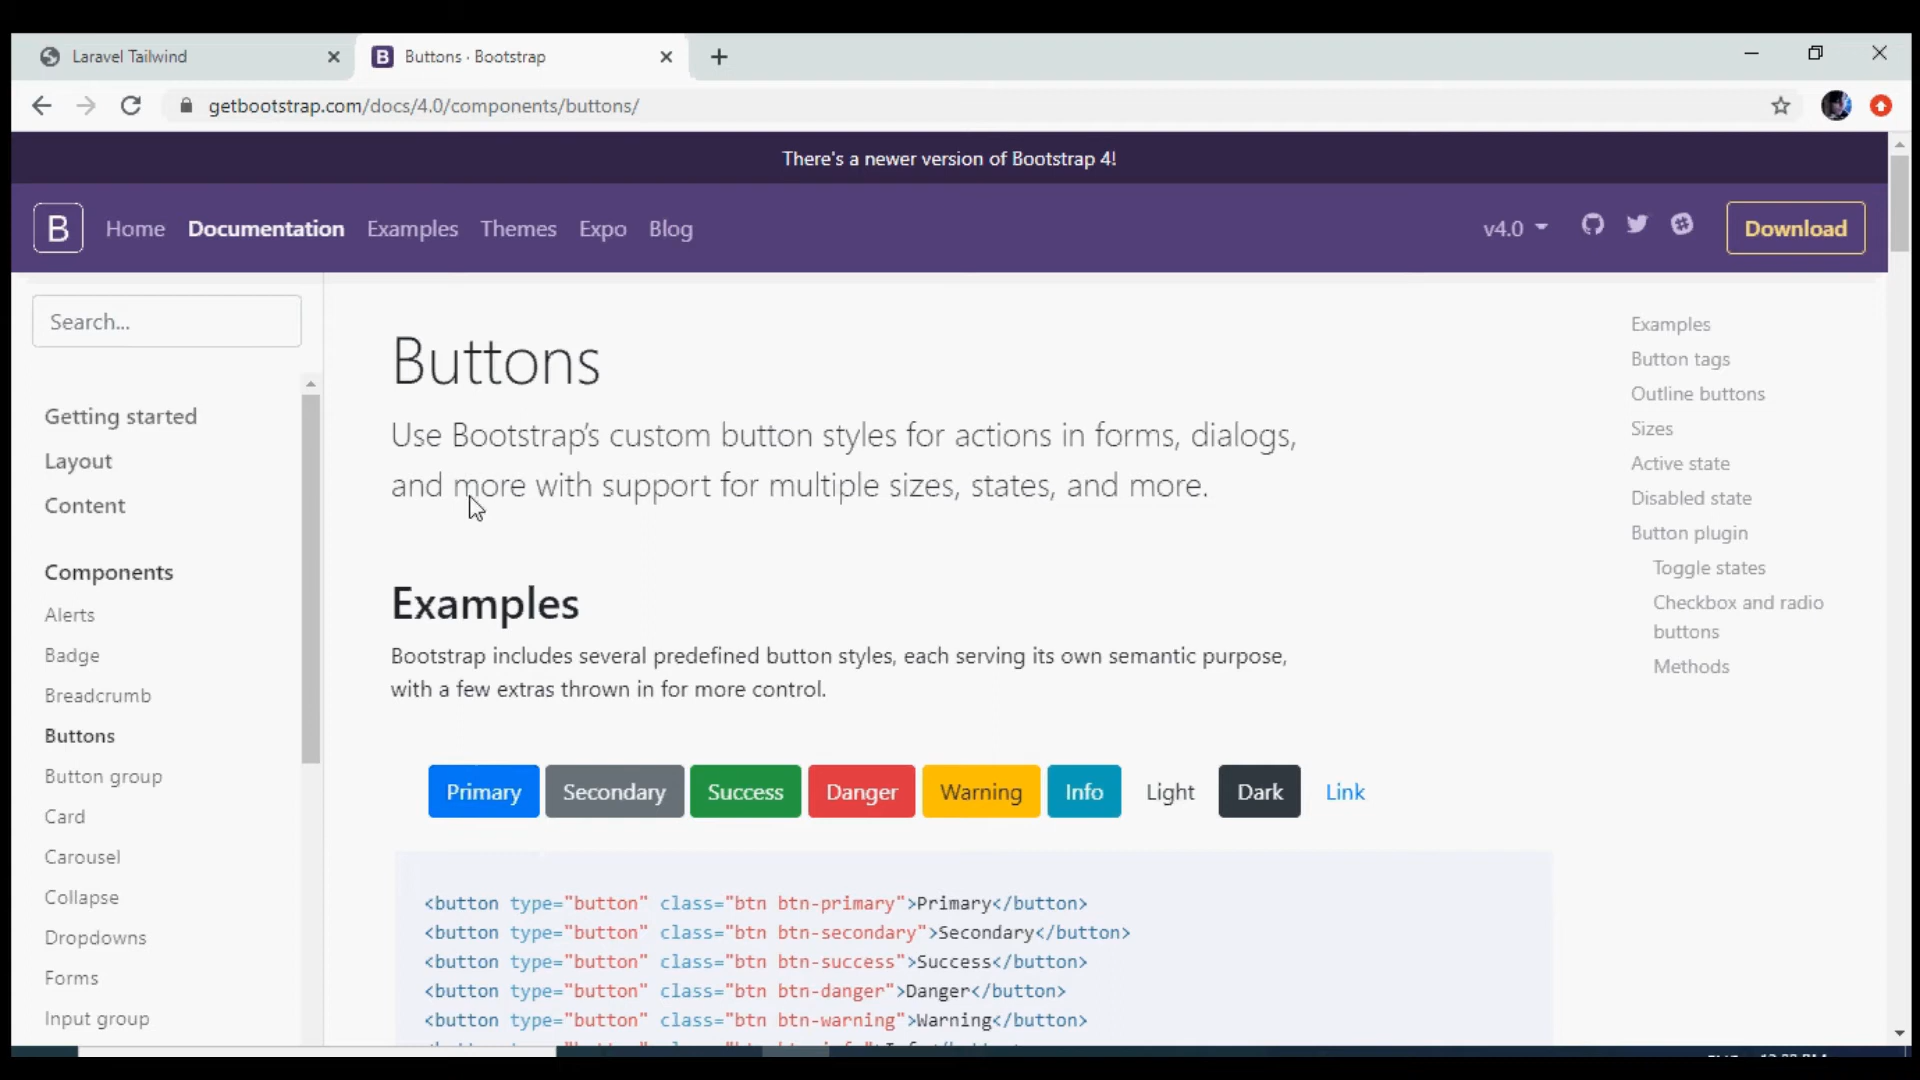 Laravel Tailwind
B Buttons · Bootstrap
getbootstrap.com/docs/4.0/components/buttons/
There's a newer version of Bootstrap 4!
B Home Documentation Examples Themes Expo Blog v4.0 Download
Search...
Getting started
Layout
Content
Components
Alerts
Badge
Breadcrumb
Buttons
Button group
Card
Carousel
Collapse
Dropdowns
Forms
Input group
Buttons
Use Bootstrap's custom button styles for actions in forms, dialogs,
and more with support for multiple sizes, states, and more.
Examples
Bootstrap includes several predefined button styles, each serving its own semantic purpose,
with a few extras thrown in for more control.
Primary Secondary Success Danger Warning Info Light Dark Link
<button type="button" class="btn btn-primary">Primary</button>
<button type="button" class="btn btn-secondary">Secondary</button>
<button type="button" class="btn btn-success">Success</button>
<button type="button" class="btn btn-danger">Danger</button>
<button type="button" class="btn btn-warning">Warning</button>
Examples
Button tags
Outline buttons
Sizes
Active state
Disabled state
Button plugin
Toggle states
Checkbox and radio
buttons
Methods